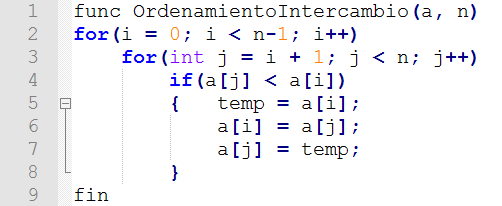 1 func OrdenamientoIntercambio(a, n)
2 for(i = 0; i < n-1; i++)
3     for(int j = i + 1; j < n; j++)
4         if(a[j] < a[i])
5         {   temp = a[i];
6             a[i] = a[j];
7             a[j] = temp;
8         }
9 fin